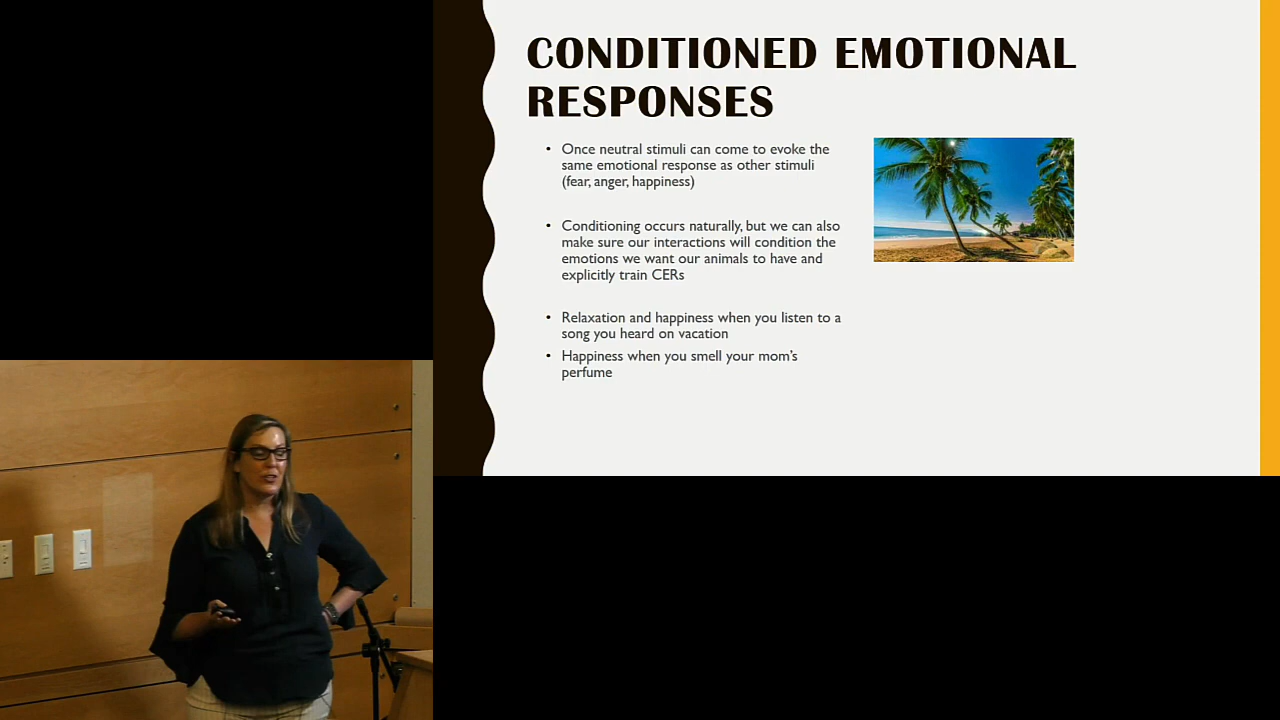 CONDITIONED EMOTIONAL
RESPONSES
• Once neutral stimuli can come to evoke the
same emotional response as other stimuli
(fear, anger, happiness)
• Conditioning occurs naturally, but we can also
make sure our interactions will condition the
emotions we want our animals to have and
explicitly train CERs
• Relaxation and happiness when you listen to a
song you heard on vacation
• Happiness when you smell your mom's
perfume